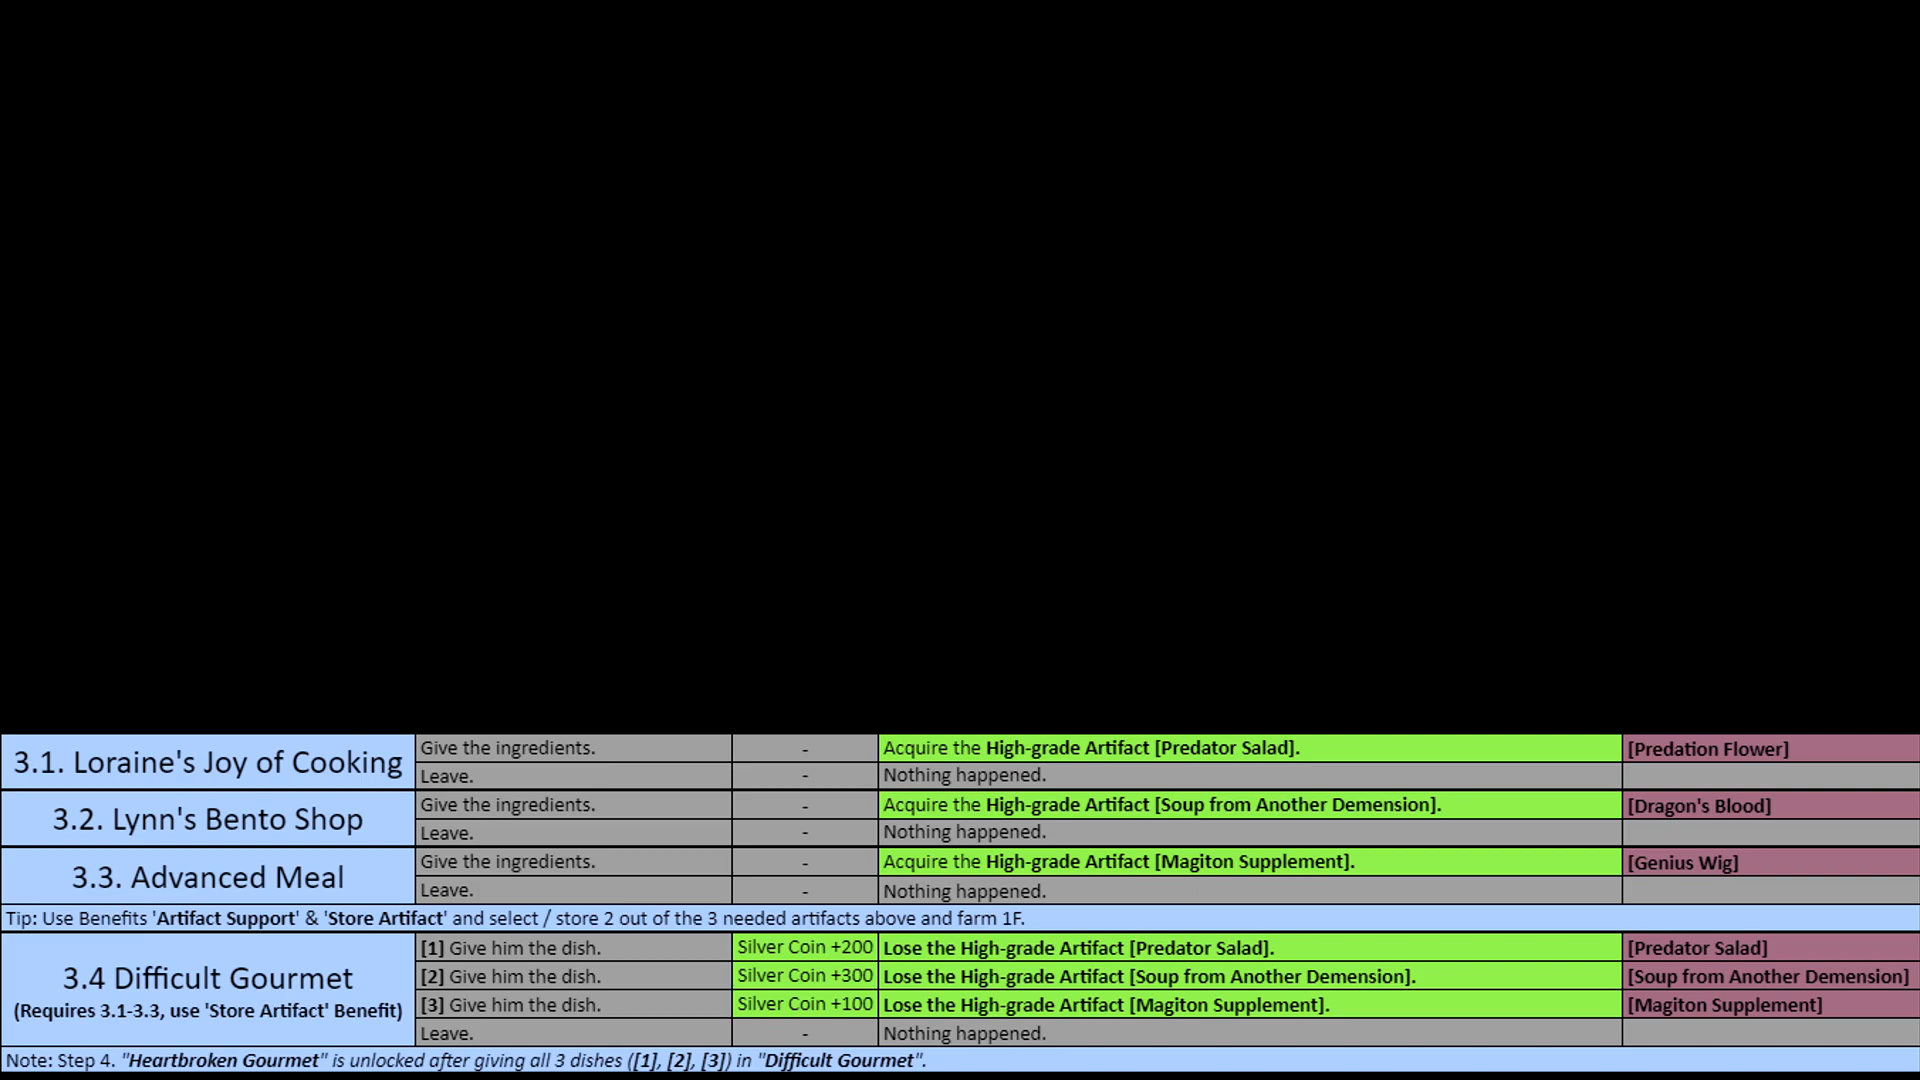 3.1. Loraine's Joy of Cooking
Give the ingredients. - Acquire the High-grade Artifact [Predator Salad]. [Predation Flower]
Leave. - Nothing happened.
3.2. Lynn's Bento Shop
Give the ingredients. - Acquire the High-grade Artifact [Soup from Another Demension]. [Dragon's Blood]
Leave. - Nothing happened.
3.3. Advanced Meal
Give the ingredients. - Acquire the High-grade Artifact [Magiton Supplement]. [Genius Wig]
Leave. - Nothing happened.
Tip: Use Benefits 'Artifact Support' & 'Store Artifact' and select / store 2 out of the 3 needed artifacts above and farm 1F.
3.4 Difficult Gourmet
(Requires 3.1-3.3, use 'Store Artifact' Benefit)
[1] Give him the dish. Silver Coin +200 Lose the High-grade Artifact [Predator Salad]. [Predator Salad]
[2] Give him the dish. Silver Coin +300 Lose the High-grade Artifact [Soup from Another Demension]. [Soup from Another Demension]
[3] Give him the dish. Silver Coin +100 Lose the High-grade Artifact [Magiton Supplement]. [Magiton Supplement]
Leave. - Nothing happened.
Note: Step 4. "Heartbroken Gourmet" is unlocked after giving all 3 dishes ([1], [2], [3]) in "Difficult Gourmet".